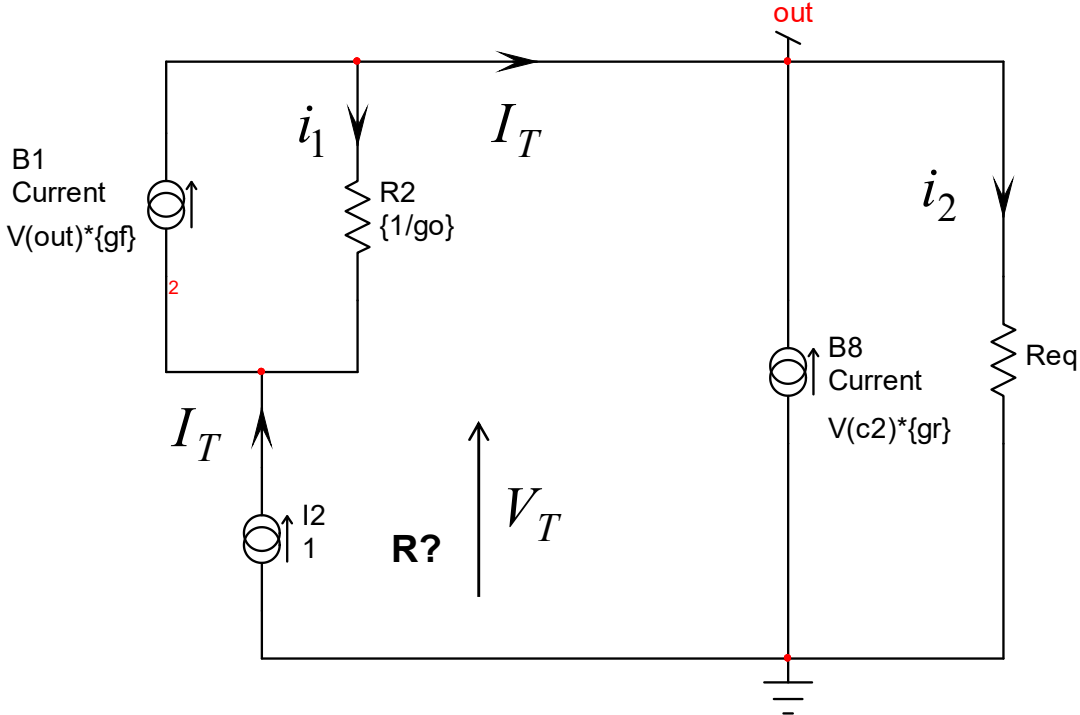 out
i1
IT
B1
Current
V(out)*{gf}
R2
{1/go}
i2
2
B8
Current
V(c2)*{gr}
Req
IT
I2
1
VT
R?